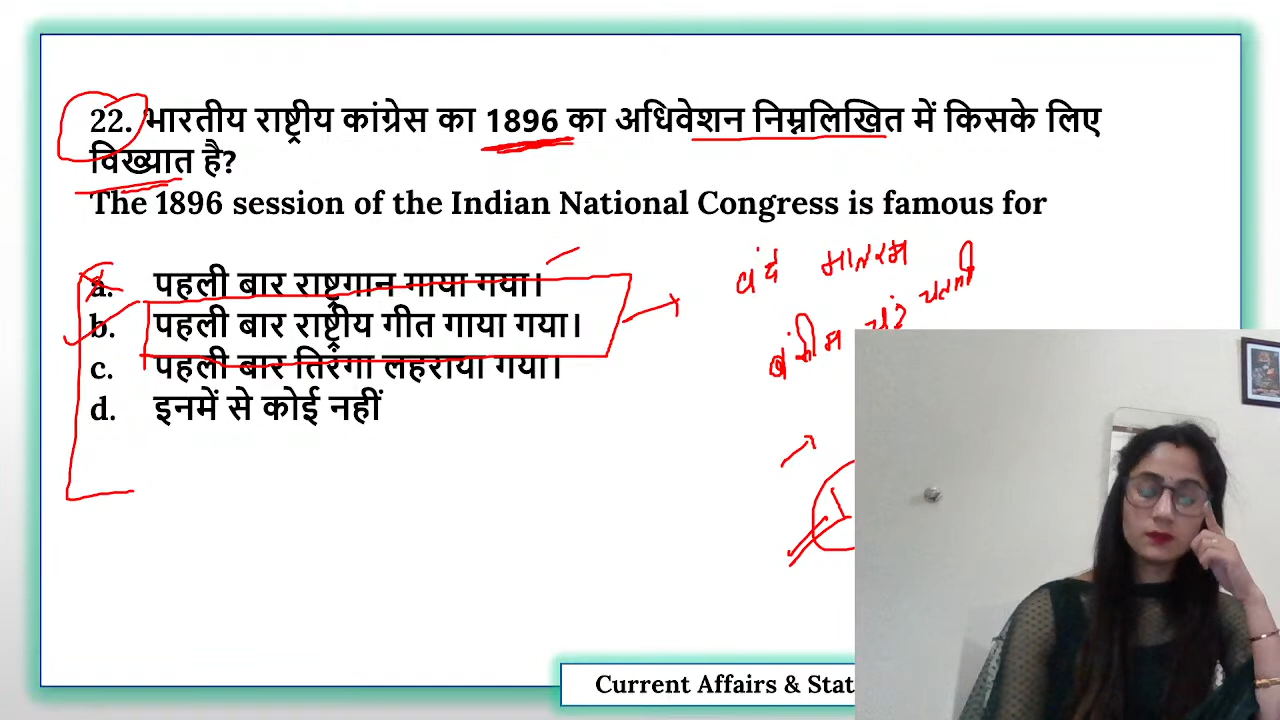 22. भारतीय राष्ट्रीय कांग्रेस का 1896 का अधिवेशन निम्नलिखित में किसके लिए
विख्यात है?
The 1896 session of the Indian National Congress is famous for
a. पहली बार राष्ट्रगान गाया गया।
b. पहली बार राष्ट्रीय गीत गाया गया।
c. पहली बार तिरंगा लहराया गया।
d. इनमें से कोई नहीं
वंदे मातरम
Current Affairs & Stat